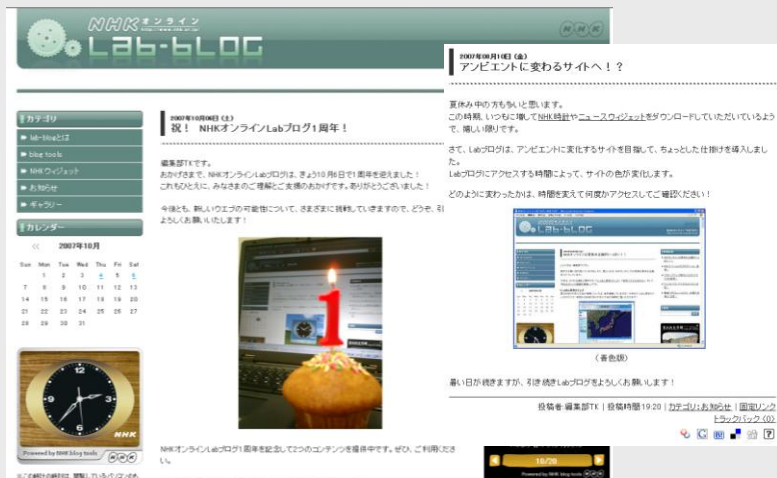 NHKオンライン
Lab-bLOG
NHK
カテゴリ
lab-blogとは
blog tools
NHKウィジェット
お知らせ
ギャラリー
カレンダー
<< 2007年10月
Sun Mon Tue Wed Thu Fri Sat
1 2 3 4 5 6
7 8 9 10 11 12 13
14 15 16 17 18 19 20
21 22 23 24 25 26 27
28 29 30 31
12
3
6
9
NHK
Powered by NHK blog tools NHK
2007年10月06日 (土)
祝! NHKオンラインLabブログ1周年!
編集部TKです。
おかげさまで、NHKオンラインLabブログは、きょう10月6日で1周年を迎えました!
これもひとえに、みなさまのご理解とご支援のおかげです。ありがとうございました!
今後とも、新しいウェブの可能性について、さまざまに挑戦していきますので、どうぞ、引
よろしくお願いいたします!
NHKオンラインLabブログ1周年を記念して2つのコンテンツを提供中です。ぜひ、ご利用くださ
い。
2007年08月10日 (金)
アンビエントに変わるサイトへ!?
夏休み中の方も多いと思います。
この時期、いつもに増してNHK時計やニュースウィジェットをダウンロードしていただいているよう
で、嬉しい限りです。
さて、Labブログは、アンビエントに変化するサイトを目指して、ちょっとした仕掛けを導入しまし
た。
Labブログにアクセスする時間によって、サイトの色が変化します。
どのように変わったかは、時間を変えて何度かアクセスしてご確認ください!
Lab-bLOG
暑い日が続きますが、引き続きLabブログをよろしくお願いします!
投稿者:編集部TK | 投稿時間:19:20 | カテゴリ:お知らせ | 固定リンク
トラックバック (0)
10/20
Powered by NHK blog tools NHK